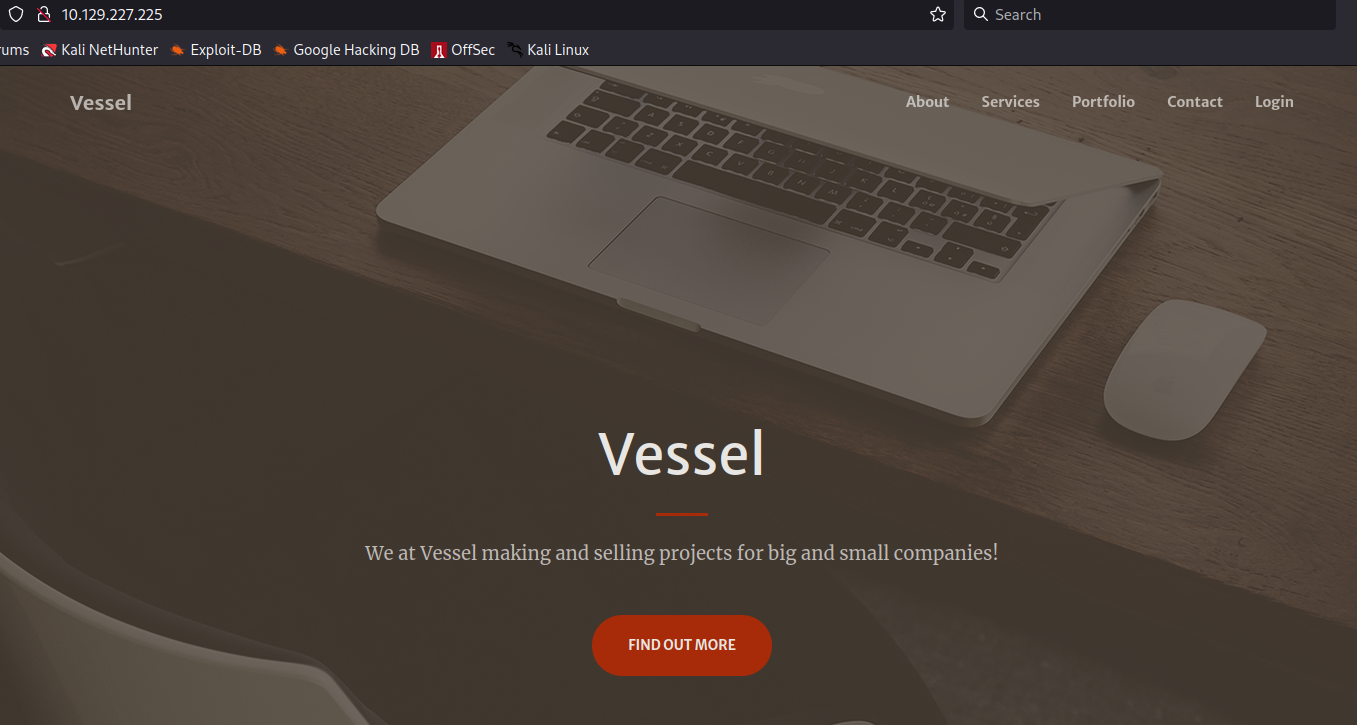 10.129.227.225
Search
rums Kali NetHunter Exploit-DB Google Hacking DB OffSec Kali Linux
Vessel About Services Portfolio Contact Login
Vessel
We at Vessel making and selling projects for big and small companies!
FIND OUT MORE